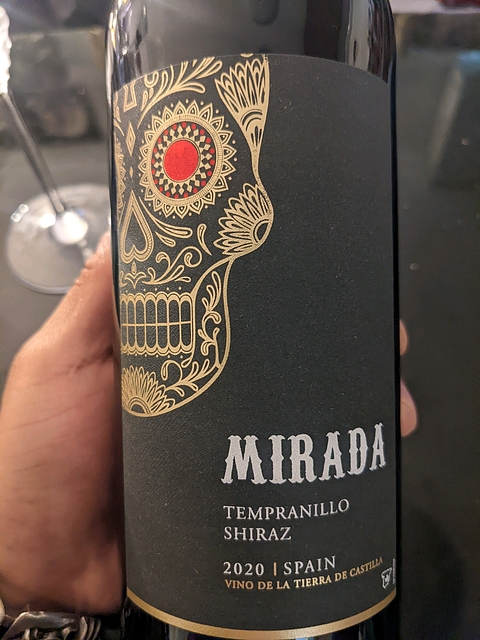 MIRADA
TEMPRANILLO
SHIRAZ
2020 | SPAIN
VINO DE LA TIERRA DE CASTILLA